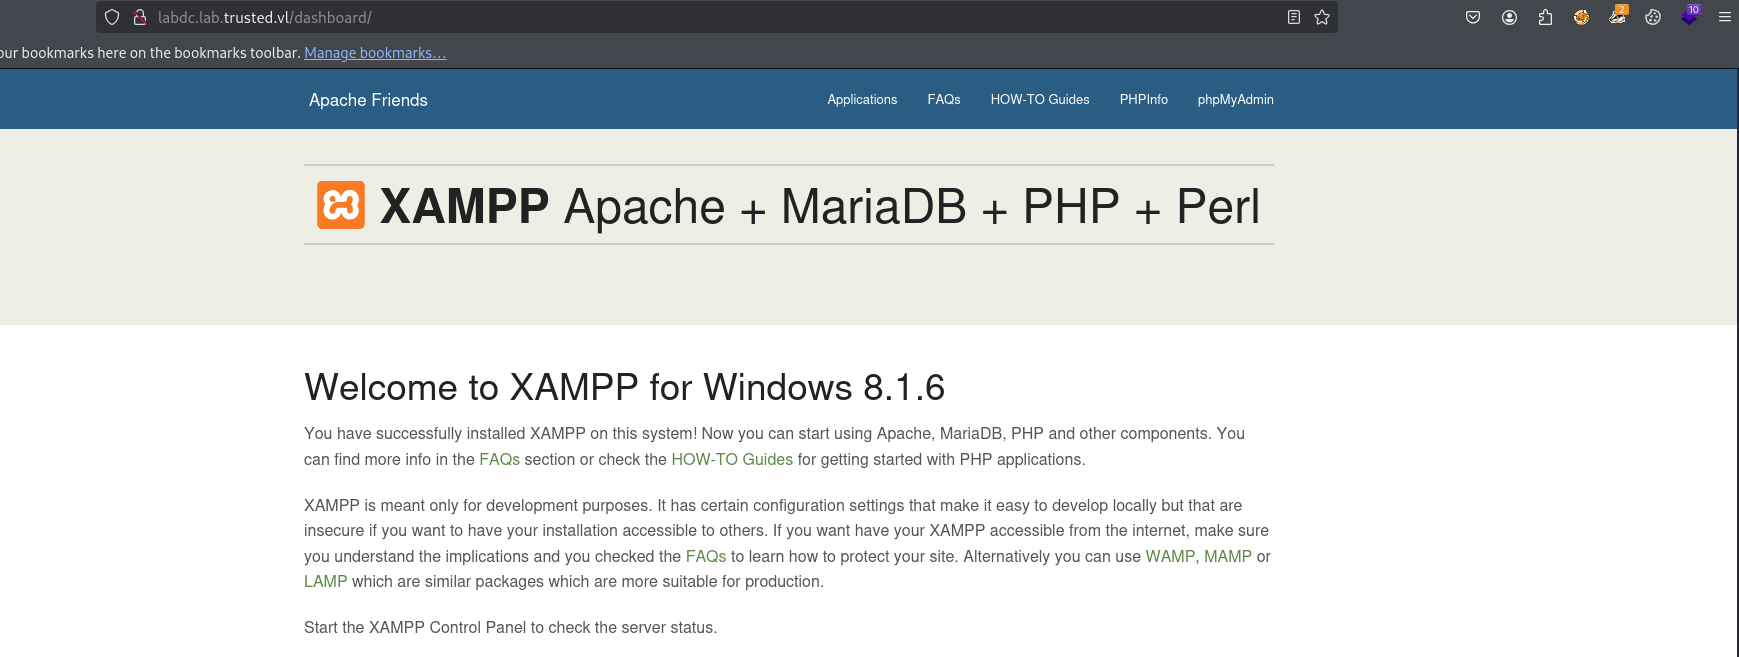 labdc.lab.trusted.vl/dashboard/
2
10
our bookmarks here on the bookmarks toolbar. Manage bookmarks…
Apache Friends
Applications
FAQs
HOW-TO Guides
PHPInfo
phpMyAdmin
XAMPP Apache + MariaDB + PHP + Perl
Welcome to XAMPP for Windows 8.1.6
You have successfully installed XAMPP on this system! Now you can start using Apache, MariaDB, PHP and other components. You
can find more info in the FAQs section or check the HOW-TO Guides for getting started with PHP applications.
XAMPP is meant only for development purposes. It has certain configuration settings that make it easy to develop locally but that are
insecure if you want to have your installation accessible to others. If you want have your XAMPP accessible from the internet, make sure
you understand the implications and you checked the FAQs to learn how to protect your site. Alternatively you can use WAMP, MAMP or
LAMP which are similar packages which are more suitable for production.
Start the XAMPP Control Panel to check the server status.